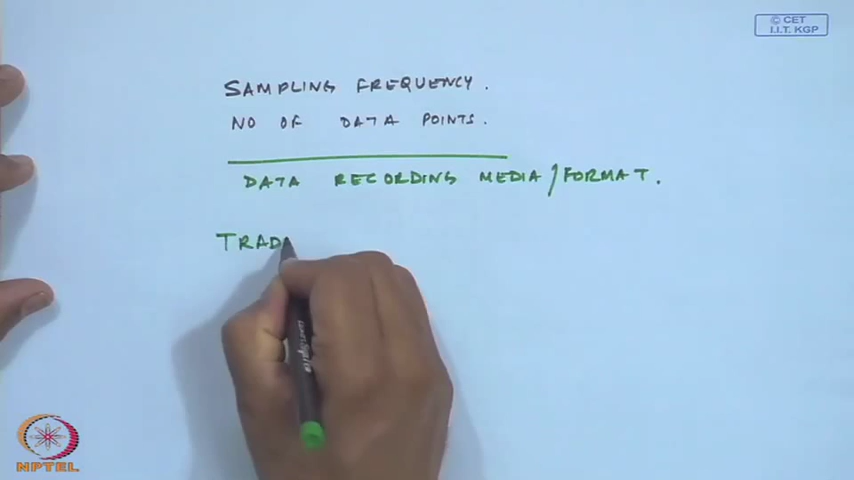 © CET
I.I.T. KGP
SAMPLING FREQUENCY.
NO OF DATA POINTS.
DATA RECORDING MEDIA/FORMAT.
TRAD
NPTEL